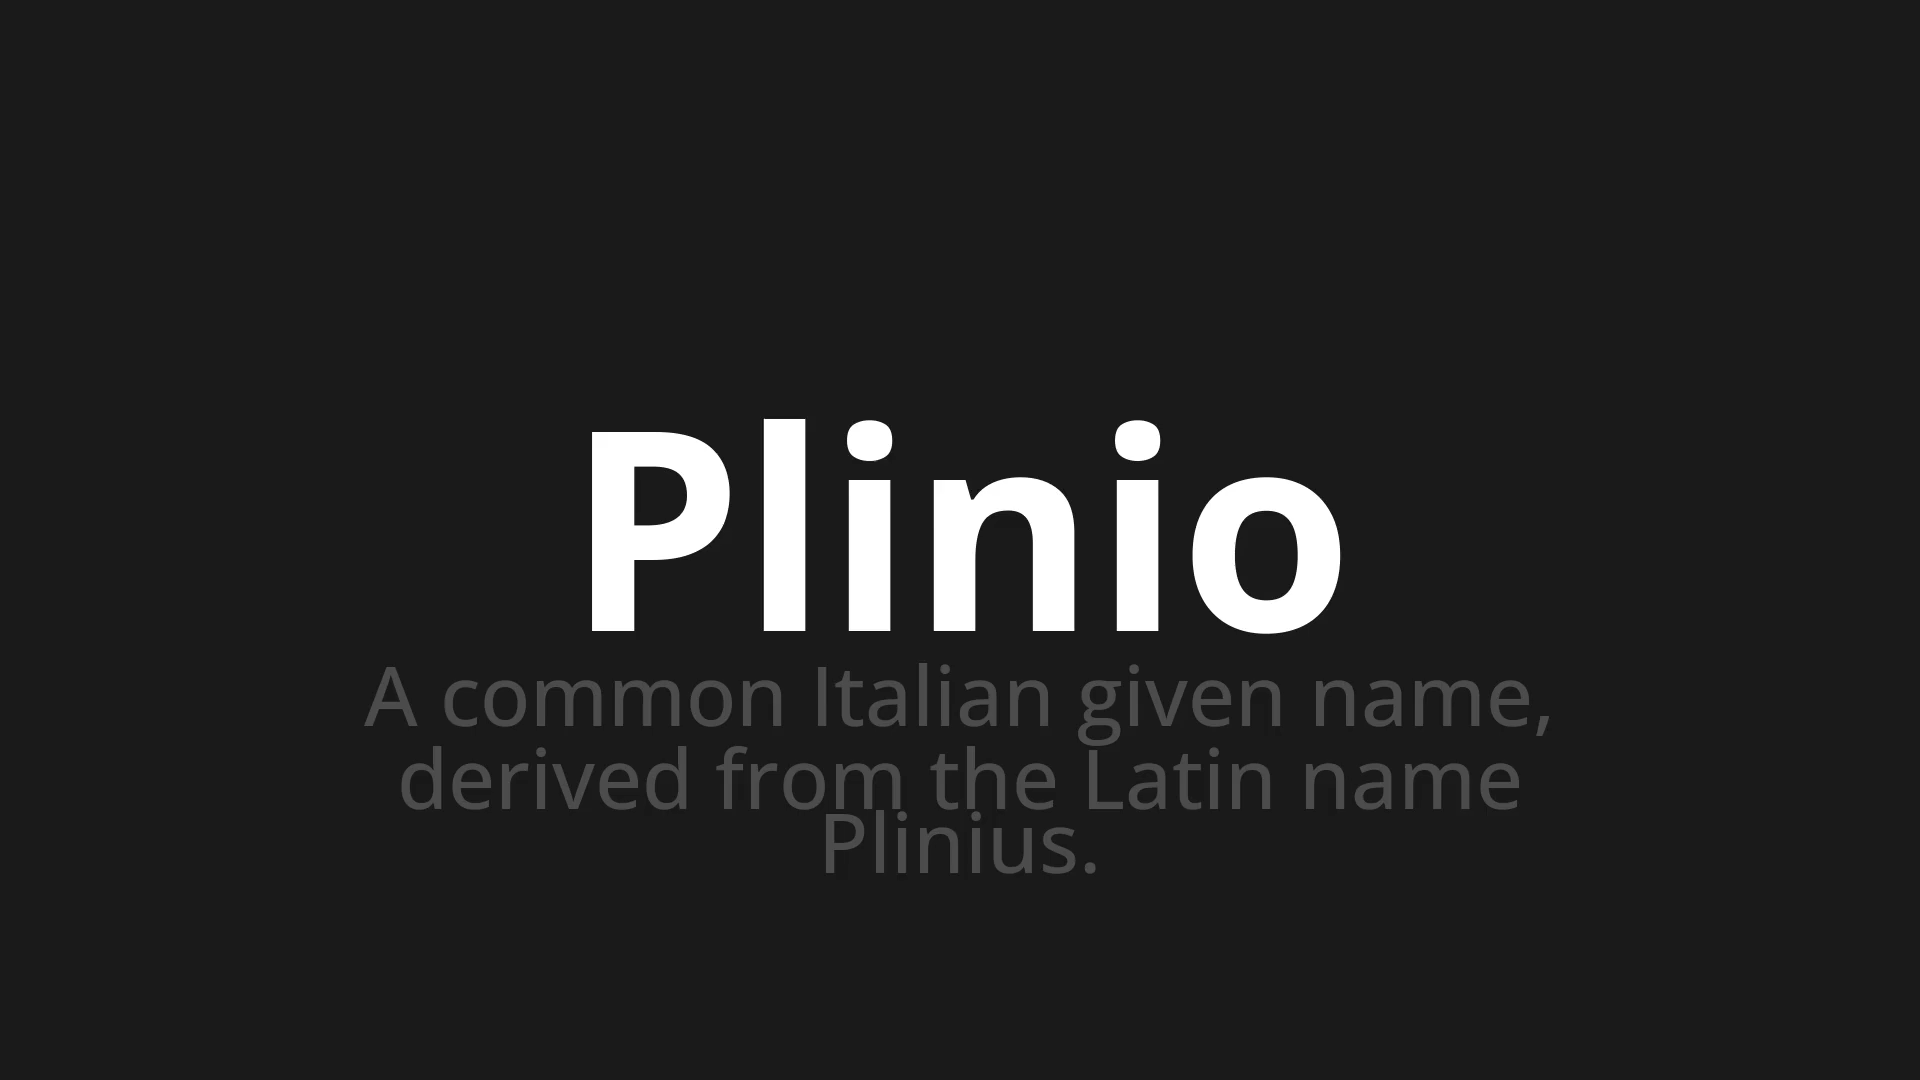 Plinio
A common Italian given name,
derived from the Latin name
Plinius.